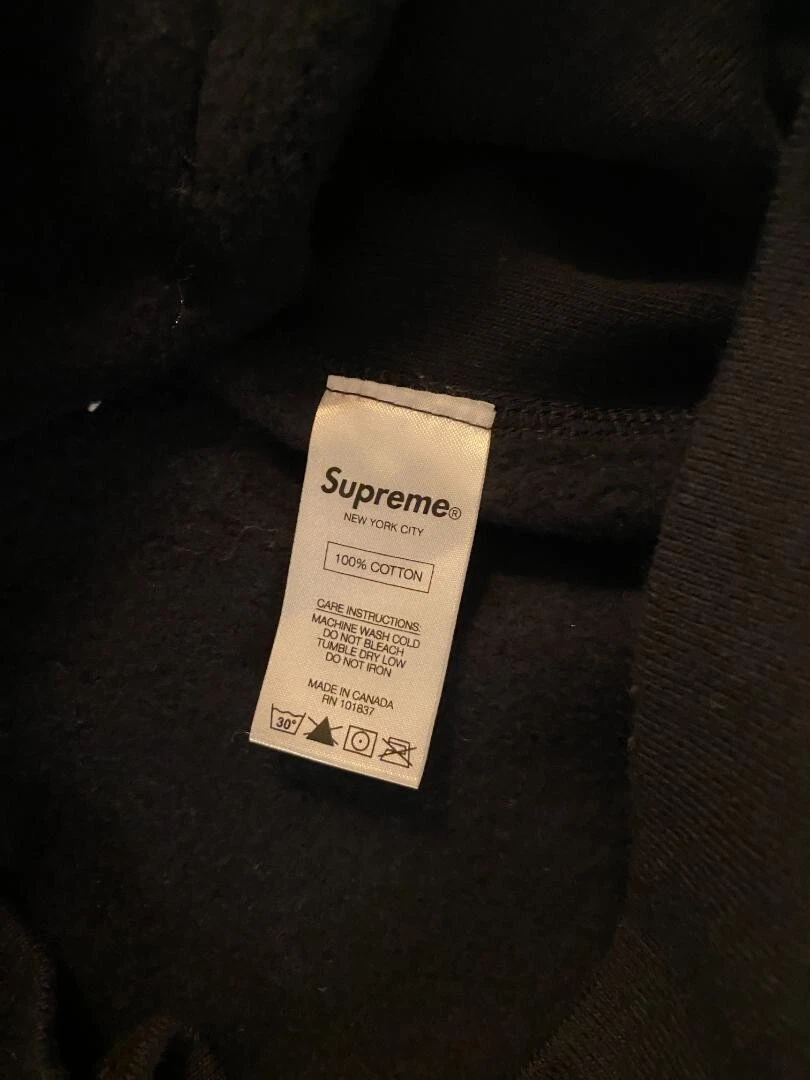 Supreme®
NEW YORK CITY
100% COTTON
CARE INSTRUCTIONS:
MACHINE WASH COLD
DO NOT BLEACH
TUMBLE DRY LOW
DO NOT IRON
MADE IN CANADA
RN 101837
30°